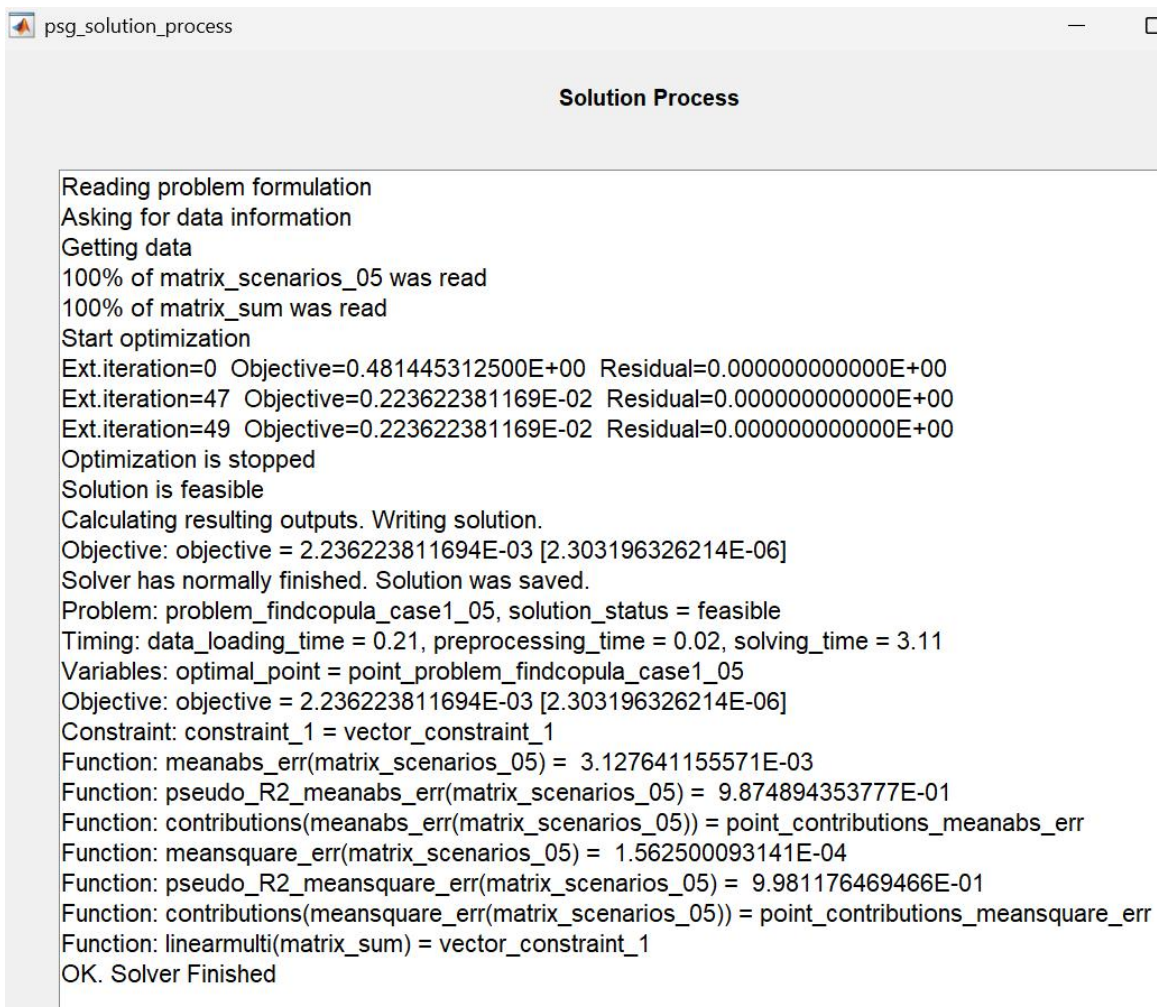 psg_solution_process
Solution Process
Reading problem formulation
Asking for data information
Getting data
100% of matrix_scenarios_05 was read
100% of matrix_sum was read
Start optimization
Ext.iteration=0 Objective=0.481445312500E+00 Residual=0.000000000000E+00
Ext.iteration=47 Objective=0.223622381169E-02 Residual=0.000000000000E+00
Ext.iteration=49 Objective=0.223622381169E-02 Residual=0.000000000000E+00
Optimization is stopped
Solution is feasible
Calculating resulting outputs. Writing solution.
Objective: objective = 2.236223811694E-03 [2.303196326214E-06]
Solver has normally finished. Solution was saved.
Problem: problem_findcopula_case1_05, solution_status = feasible
Timing: data_loading_time = 0.21, preprocessing_time = 0.02, solving_time = 3.11
Variables: optimal_point = point_problem_findcopula_case1_05
Objective: objective = 2.236223811694E-03 [2.303196326214E-06]
Constraint: constraint_1 = vector_constraint_1
Function: meanabs_err(matrix_scenarios_05) = 3.127641155571E-03
Function: pseudo_R2_meanabs_err(matrix_scenarios_05) = 9.874894353777E-01
Function: contributions(meanabs_err(matrix_scenarios_05)) = point_contributions_meanabs_err
Function: meansquare_err(matrix_scenarios_05) = 1.562500093141E-04
Function: pseudo_R2_meansquare_err(matrix_scenarios_05) = 9.981176469466E-01
Function: contributions(meansquare_err(matrix_scenarios_05)) = point_contributions_meansquare_err
Function: linearmulti(matrix_sum) = vector_constraint_1
OK. Solver Finished